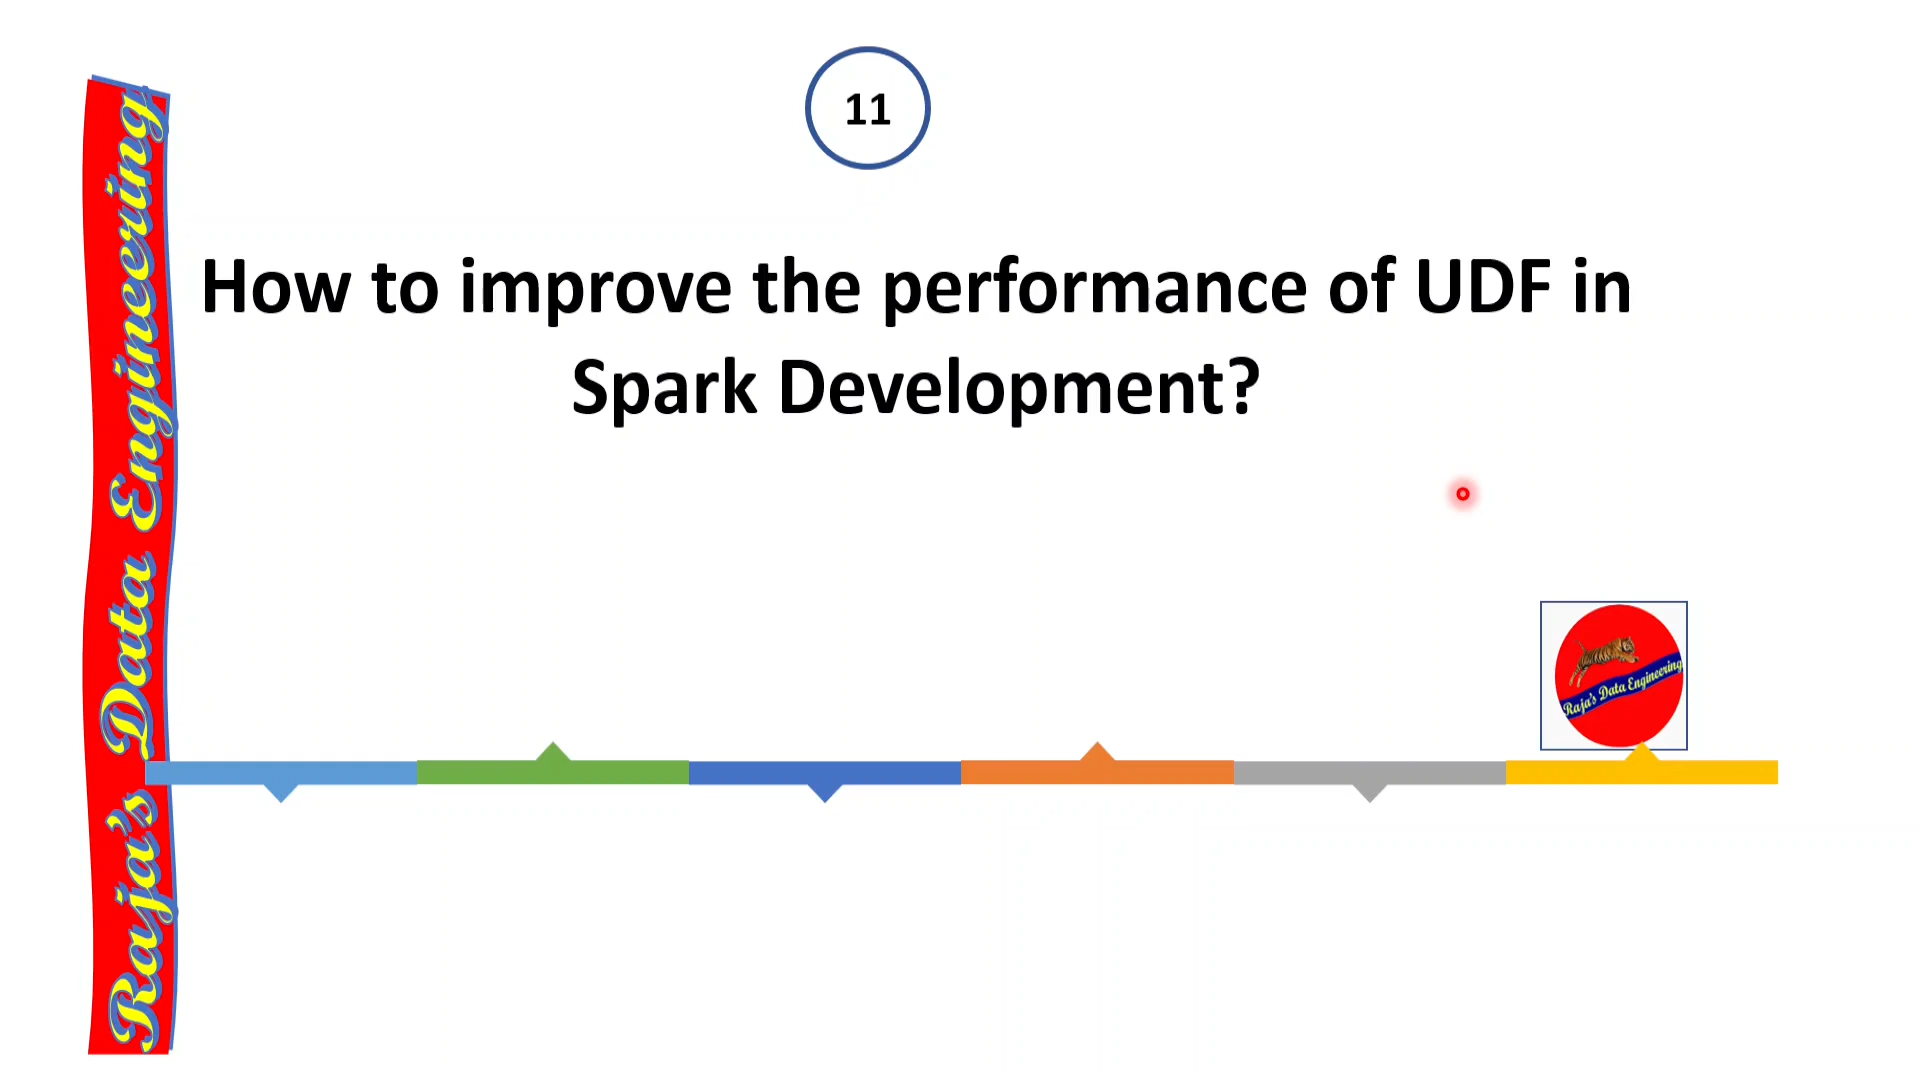 11
How to improve the performance of UDF in
Spark Development?
Raja's Data Engineering
Raja's Data Engineering